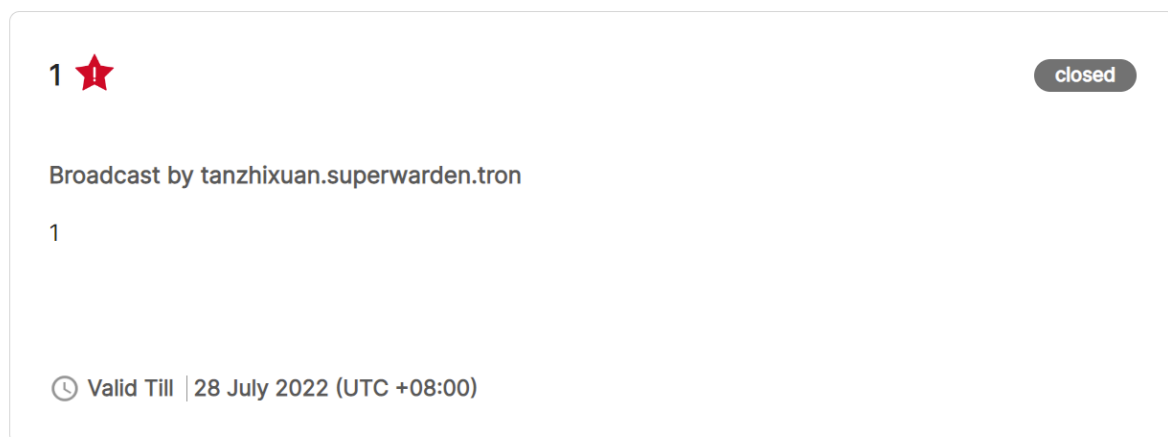 1
closed
Broadcast by tanzhixuan.superwarden.tron
1
Valid Till | 28 July 2022 (UTC +08:00)